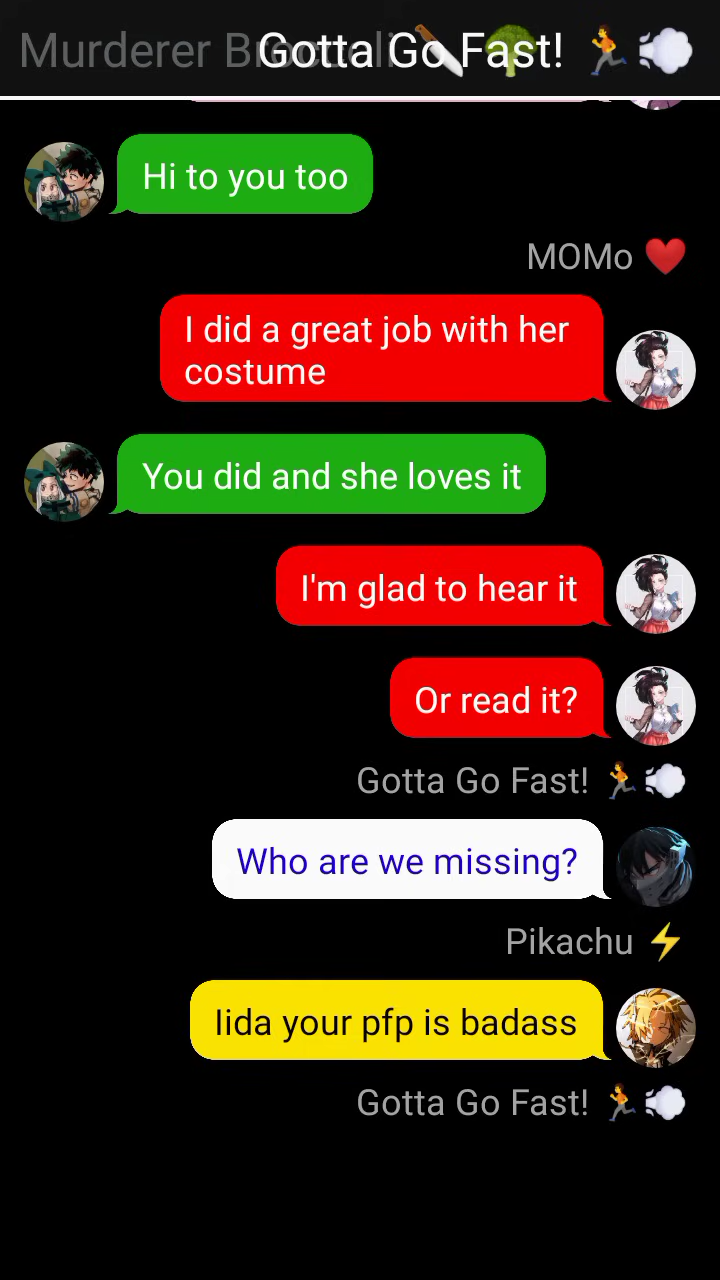 Murderer Broccoli 🔪🥦
Gotta Go Fast! 🏃💨
Hi to you too
MOMo ❤️
I did a great job with her
costume
You did and she loves it
I'm glad to hear it
Or read it?
Gotta Go Fast! 🏃💨
Who are we missing?
Pikachu ⚡
Iida your pfp is badass
Gotta Go Fast! 🏃💨